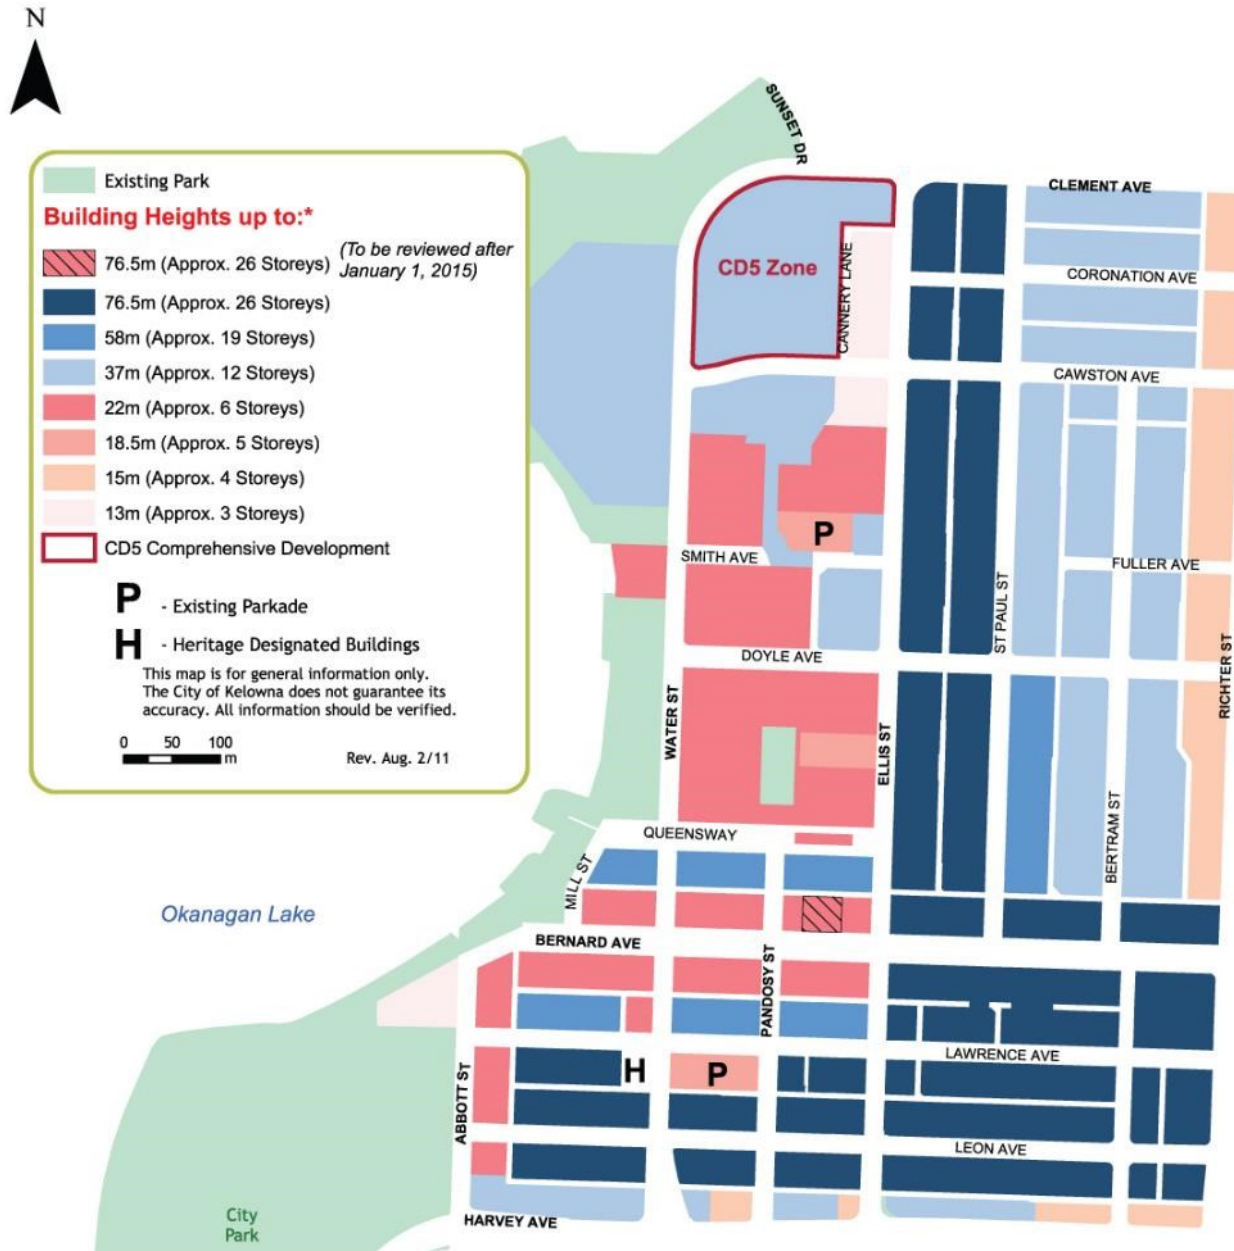 N
Existing Park
Building Heights up to:*
76.5m (Approx. 26 Storeys)
(To be reviewed after
January 1, 2015)
76.5m (Approx. 26 Storeys)
58m (Approx. 19 Storeys)
37m (Approx. 12 Storeys)
22m (Approx. 6 Storeys)
18.5m (Approx. 5 Storeys)
15m (Approx. 4 Storeys)
13m (Approx. 3 Storeys)
CD5 Comprehensive Development
P - Existing Parkade
H - Heritage Designated Buildings
This map is for general information only.
The City of Kelowna does not guarantee its
accuracy. All information should be verified.
0 50 100
m
Rev. Aug. 2/11
SUNSET DR
CLEMENT AVE
CD5 Zone
CANNERY LANE
CORONATION AVE
CAWSTON AVE
P
SMITH AVE
FULLER AVE
ST PAUL ST
DOYLE AVE
RICHTER ST
WATER ST
ELLIS ST
QUEENSWAY
BERTRAM ST
MILL ST
Okanagan Lake
BERNARD AVE
PANDOSY ST
LAWRENCE AVE
H
P
ABBOTT ST
LEON AVE
City
Park
HARVEY AVE